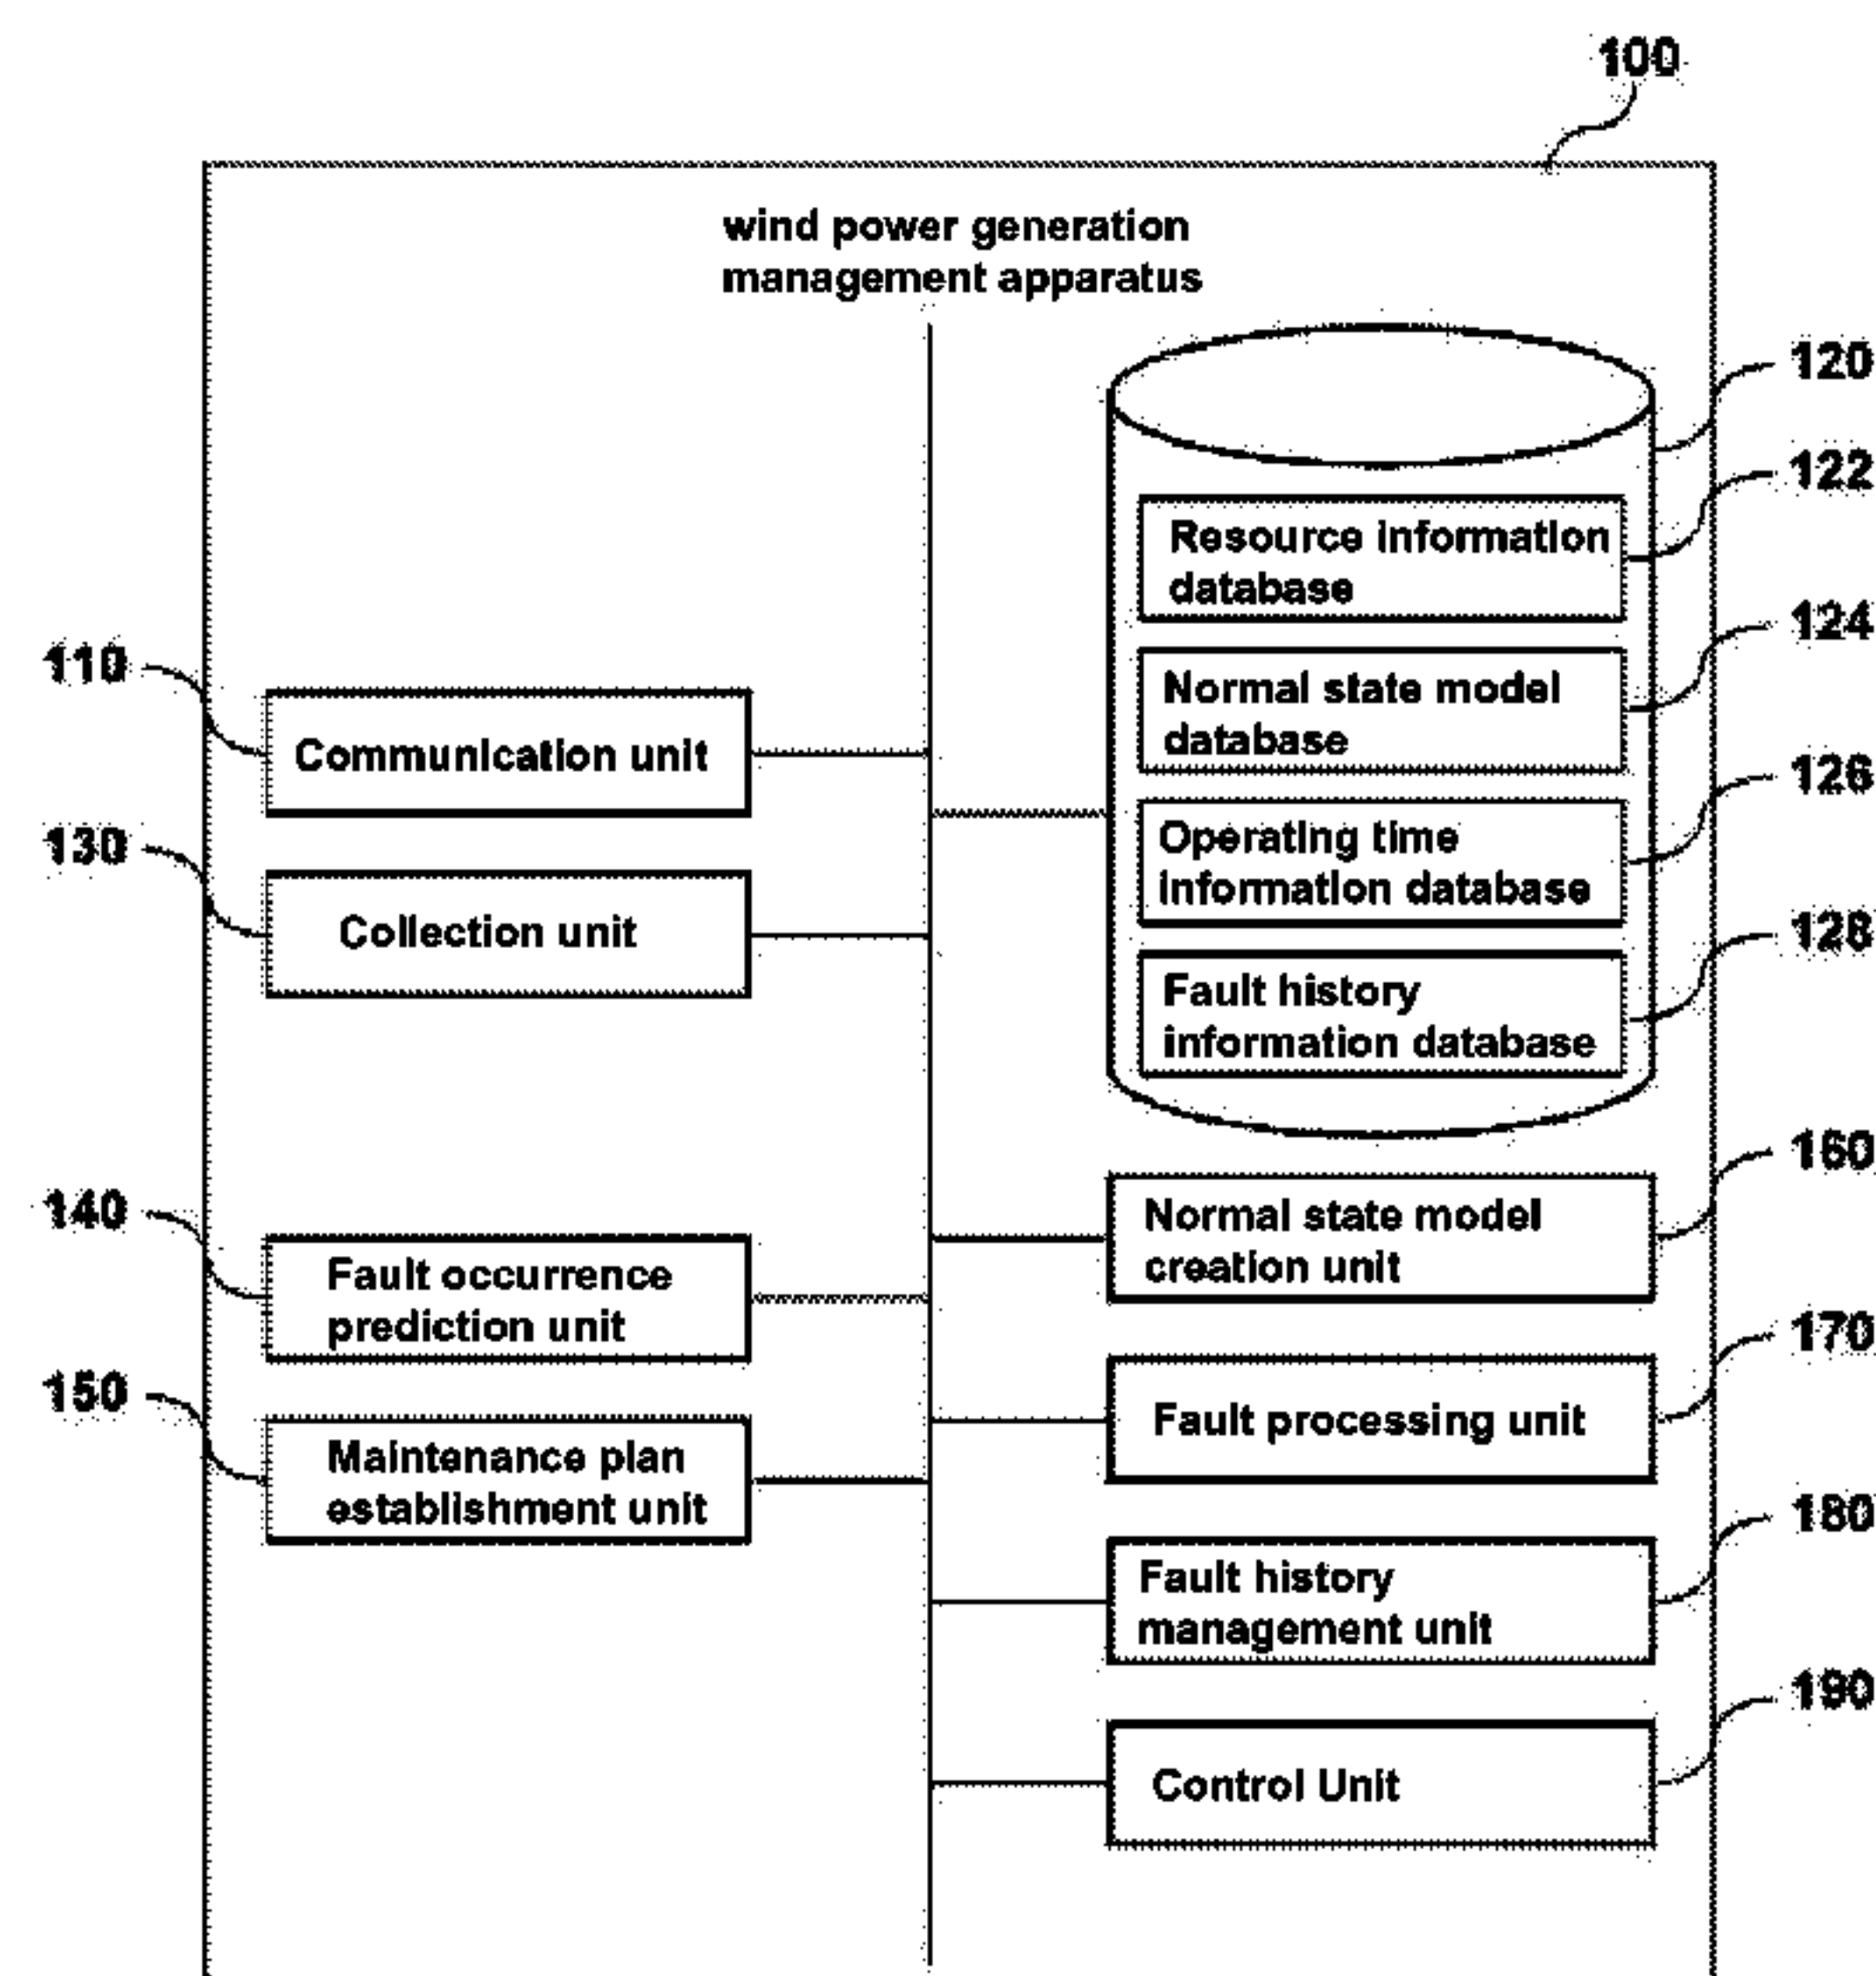 100
wind power generation
management apparatus
120
122
Resource information
database
124
110
Normal state model
database
Communication unit
126
130
Operating time
information database
Collection unit
128
Fault history
information database
160
140
Normal state model
creation unit
Fault occurrence
prediction unit
170
150
Fault processing unit
Maintenance plan
establishment unit
180
Fault history
management unit
190
Control Unit